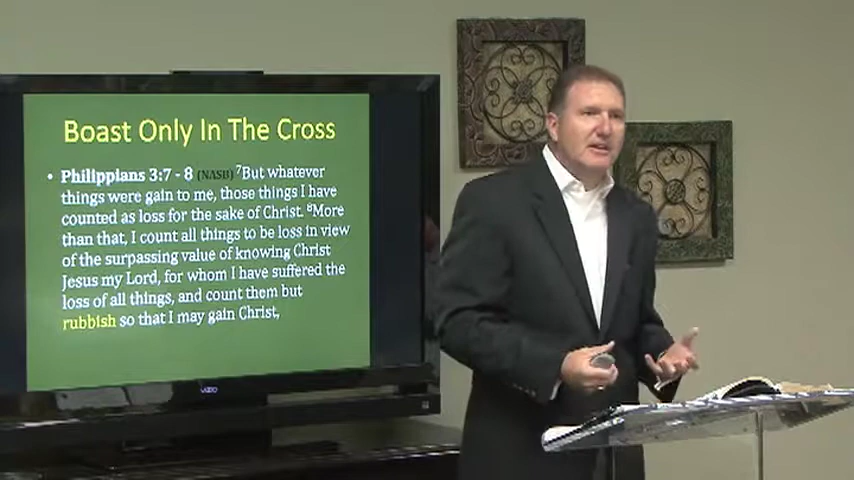 Boast Only In The Cross
• Philippians 3:7 - 8 (NASB) 7But whatever
things were gain to me, those things I have
counted as loss for the sake of Christ. 8More
than that, I count all things to be loss in view
of the surpassing value of knowing Christ
Jesus my Lord, for whom I have suffered the
loss of all things, and count them but
rubbish so that I may gain Christ,
VIZIO